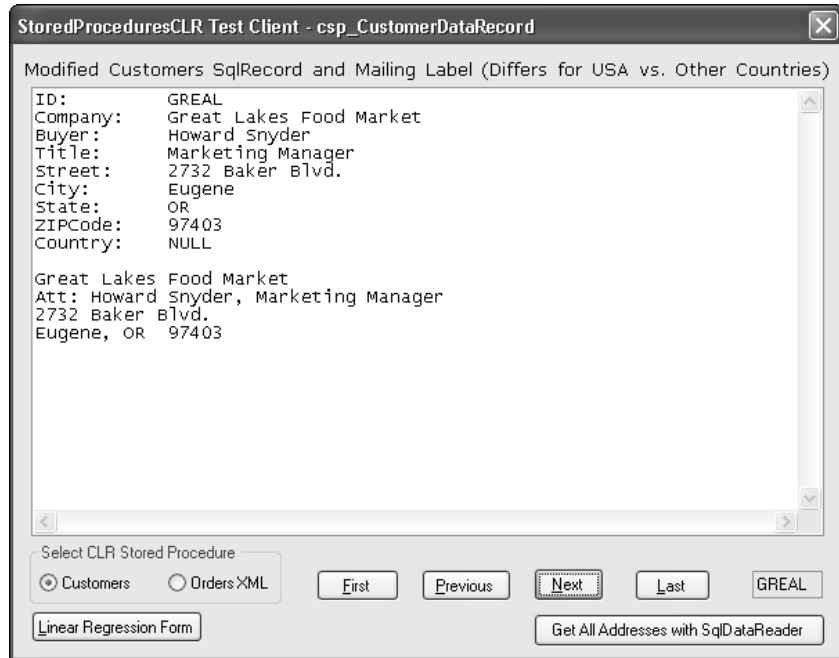 StoredProceduresCLR Test Client - csp_CustomerDataRecord
Modified Customers SqlRecord and Mailing Label (Differs for USA vs. Other Countries)
ID: GREAL
Company: Great Lakes Food Market
Buyer: Howard Snyder
Title: Marketing Manager
Street: 2732 Baker Blvd.
City: Eugene
State: OR
ZIPCode: 97403
Country: NULL
Great Lakes Food Market
Att: Howard Snyder, Marketing Manager
2732 Baker Blvd.
Eugene, OR 97403
Select CLR Stored Procedure
Customers Orders XML First Previous Next Last GREAL
Linear Regression Form Get All Addresses with SqlDataReader